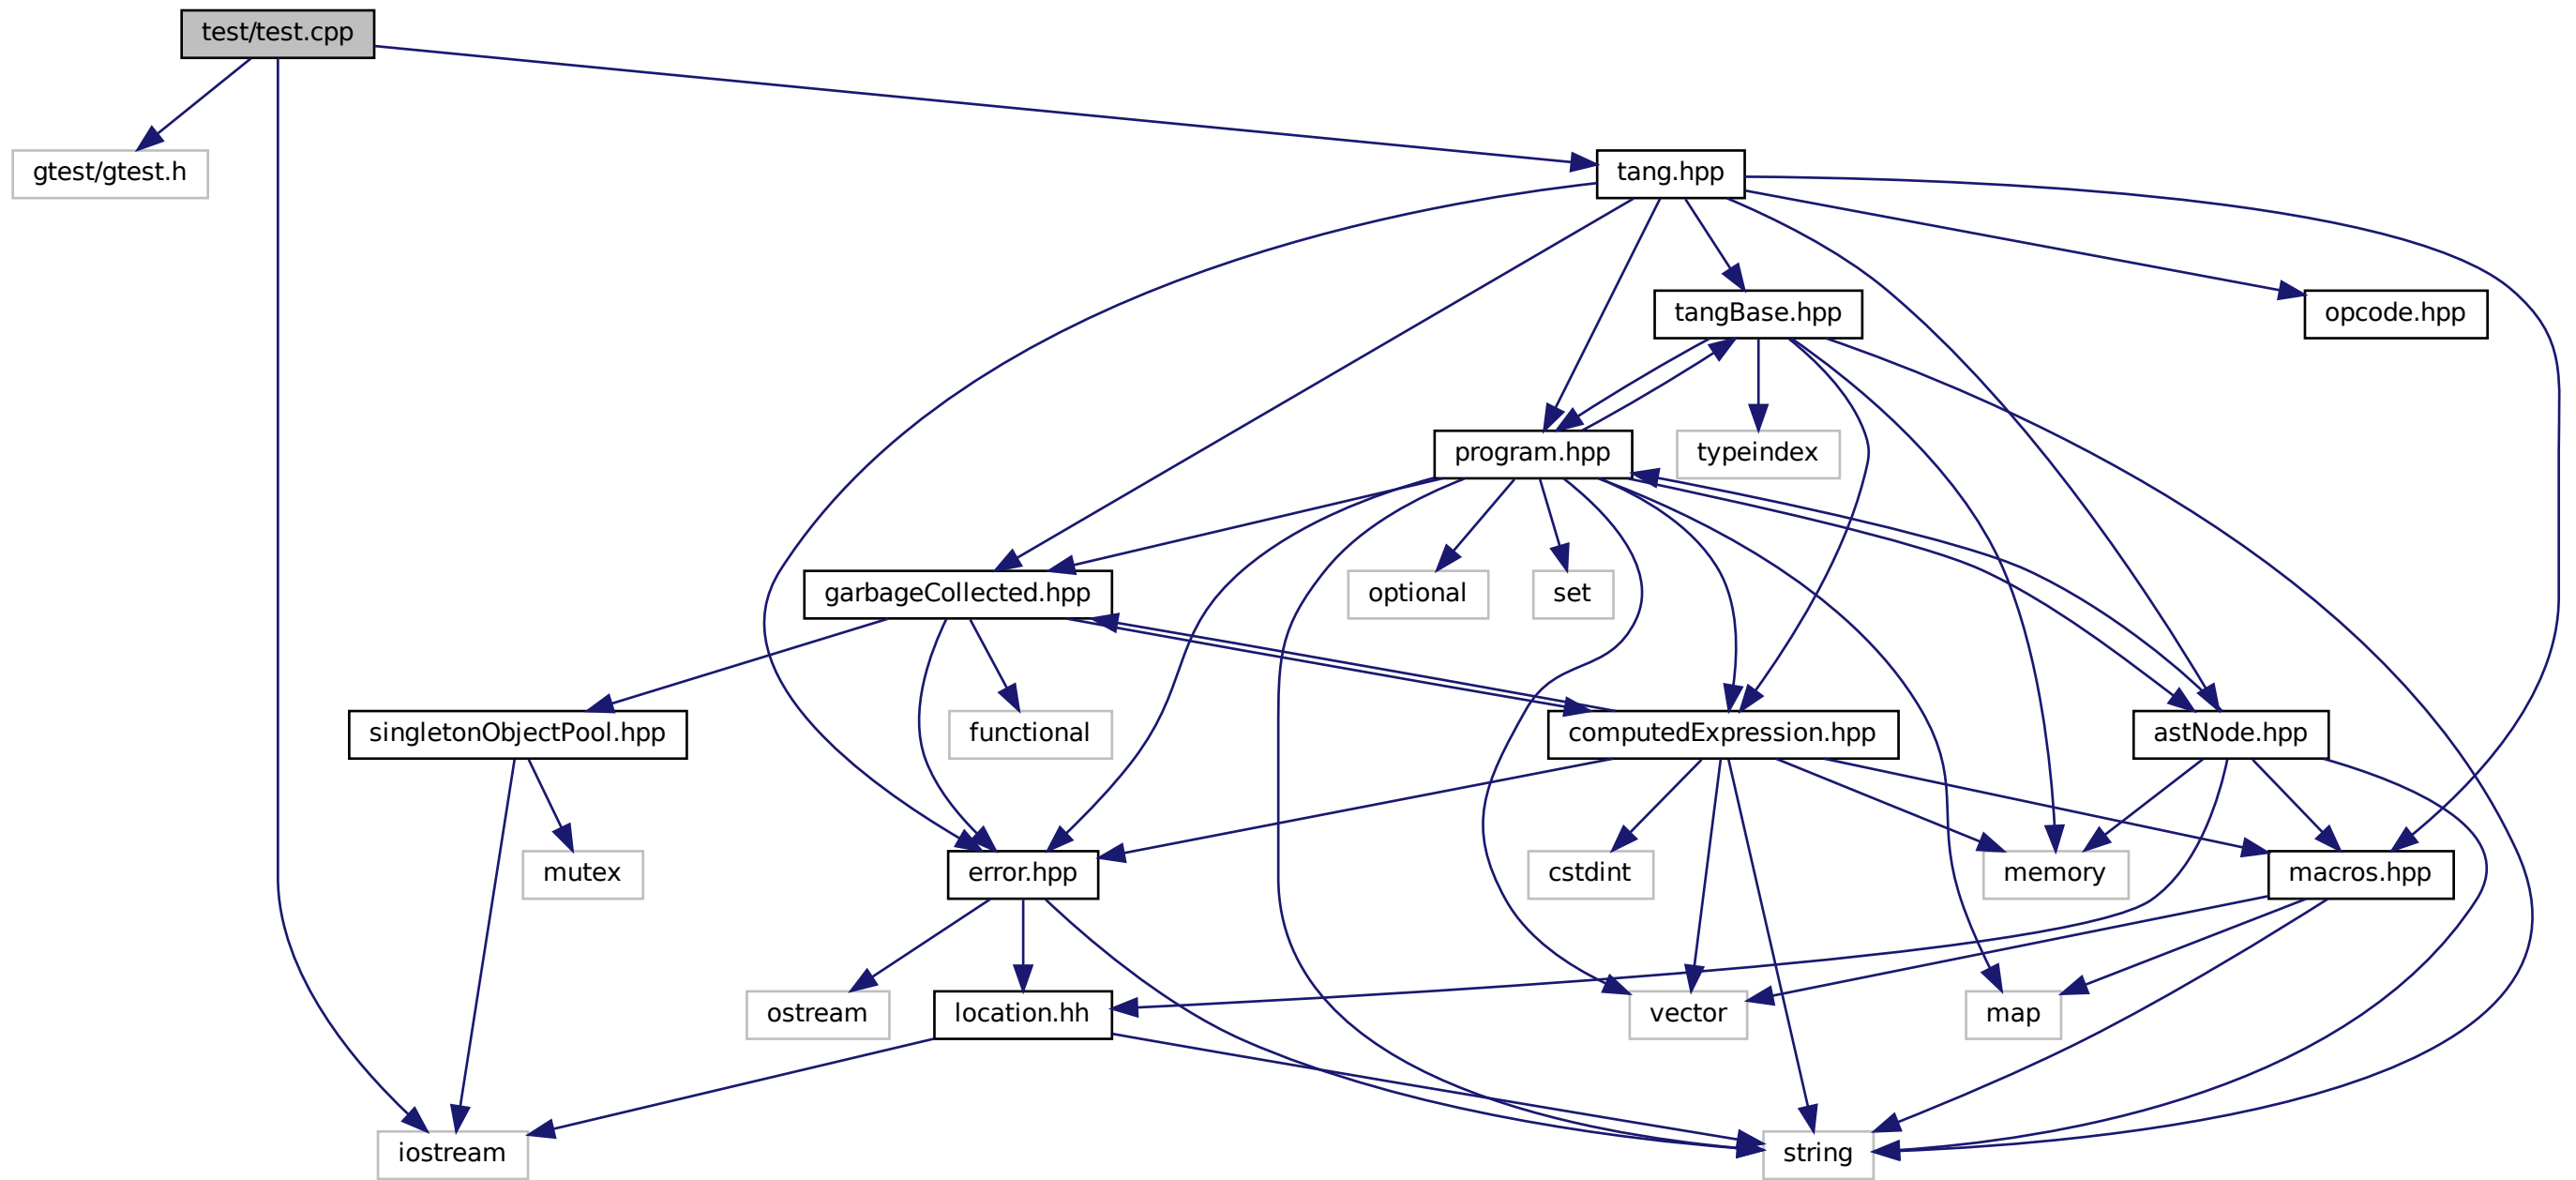 test/test.cpp
gtest/gtest.h
tang.hpp
tangBase.hpp
opcode.hpp
program.hpp
typeindex
garbageCollected.hpp
optional
set
singletonObjectPool.hpp
functional
computedExpression.hpp
astNode.hpp
mutex
error.hpp
cstdint
memory
macros.hpp
ostream
location.hh
vector
map
iostream
string